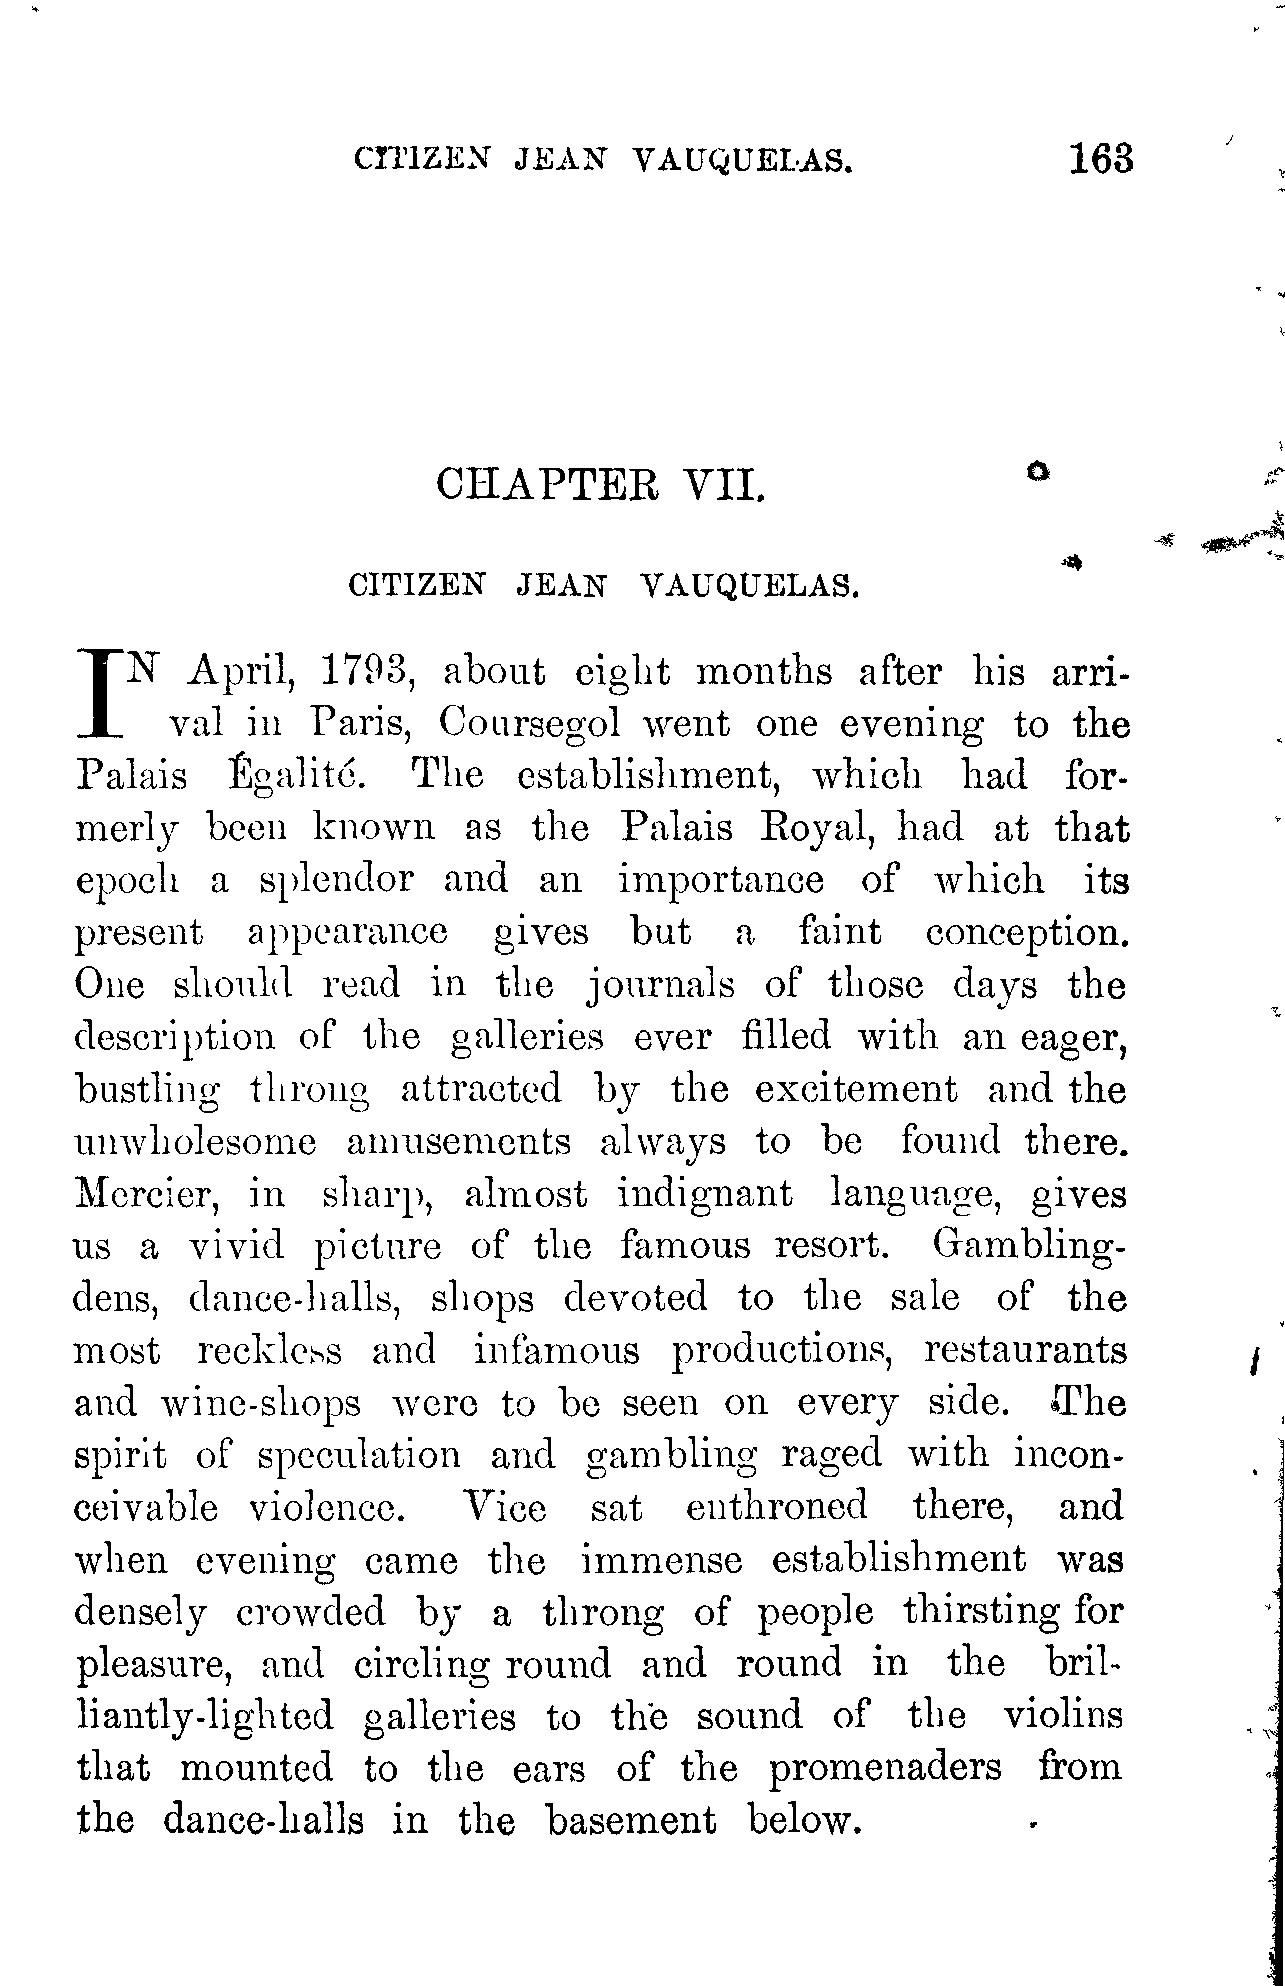 CITIZEN JEAN VAUQUELAS. 163
CHAPTER VII.
CITIZEN JEAN VAUQUELAS.
IN April, 1793, about eight months after his arri-
val in Paris, Coursegol went one evening to the
Palais Égalité. The establishment, which had for-
merly been known as the Palais Royal, had at that
epoch a splendor and an importance of which its
present appearance gives but a faint conception.
One should read in the journals of those days the
description of the galleries ever filled with an eager,
bustling throng attracted by the excitement and the
unwholesome amusements always to be found there.
Mercier, in sharp, almost indignant language, gives
us a vivid picture of the famous resort. Gambling-
dens, dance-halls, shops devoted to the sale of the
most reckless and infamous productions, restaurants
and wine-shops were to be seen on every side. The
spirit of speculation and gambling raged with incon-
ceivable violence. Vice sat enthroned there, and
when evening came the immense establishment was
densely crowded by a throng of people thirsting for
pleasure, and circling round and round in the bril-
liantly-lighted galleries to the sound of the violins
that mounted to the ears of the promenaders from
the dance-halls in the basement below.